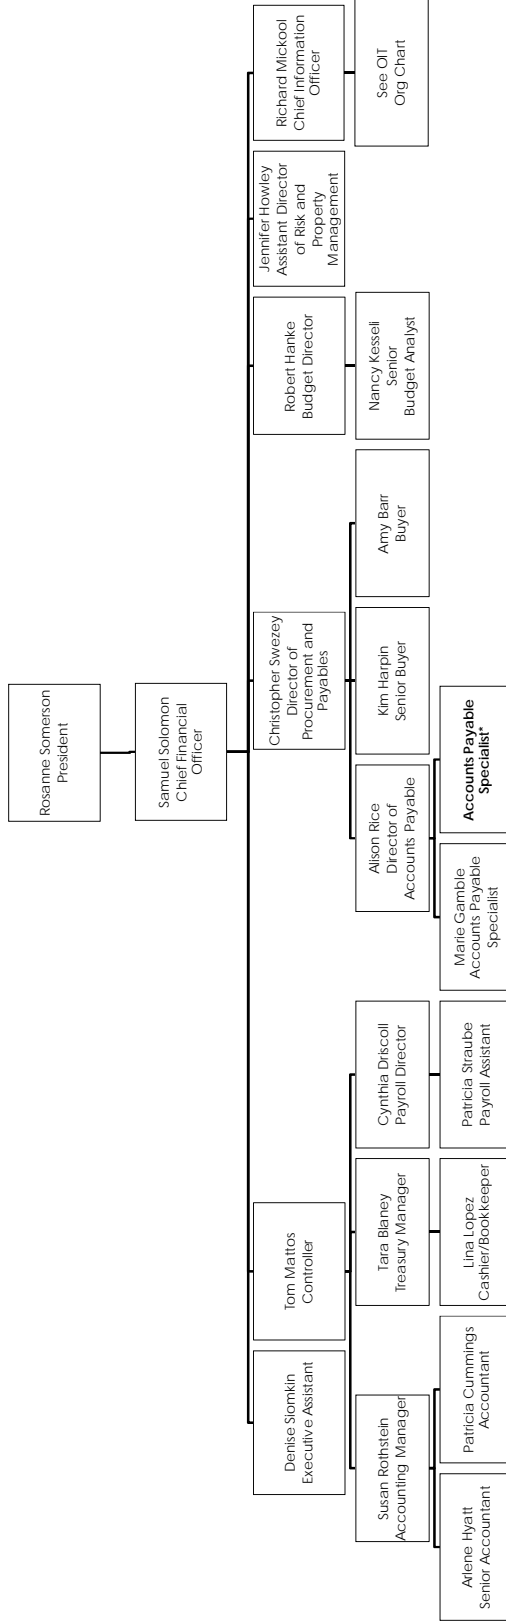 Rosanne Somerson
President
Samuel Solomon
Chief Financial
Officer
Denise Siomkin
Executive Assistant
Tom Mattos
Controller
Christopher Swezey
Director of
Procurement and
Payables
Robert Hanke
Budget Director
Jennifer Howley
Assistant Director
of Risk and
Property
Management
Richard Mickool
Chief Information
Officer
Susan Rothstein
Accounting Manager
Tara Blaney
Treasury Manager
Cynthia Driscoll
Payroll Director
Alison Rice
Director of
Accounts Payable
Kim Harpin
Senior Buyer
Amy Barr
Buyer
Nancy Kesseli
Senior
Budget Analyst
See OIT
Org Chart
Arlene Hyatt
Senior Accountant
Patricia Cummings
Accountant
Lina Lopez
Cashier/Bookkeeper
Patricia Straube
Payroll Assistant
Marie Gamble
Accounts Payable
Specialist
Accounts Payable
Specialist*